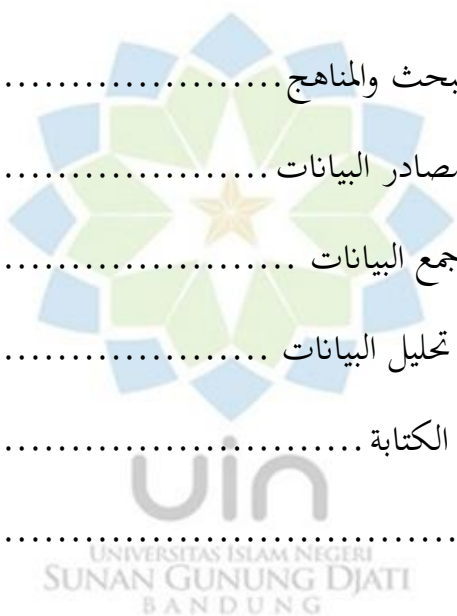 بحث والمناهج.....................
صادر البيانات....................
جمع البيانات ......................
تحليل البيانات ....................
الكتابة ..........................
..................................
uin
UNIVERSITAS ISLAM NEGERI
SUNAN GUNUNG DJATI
BANDUNG